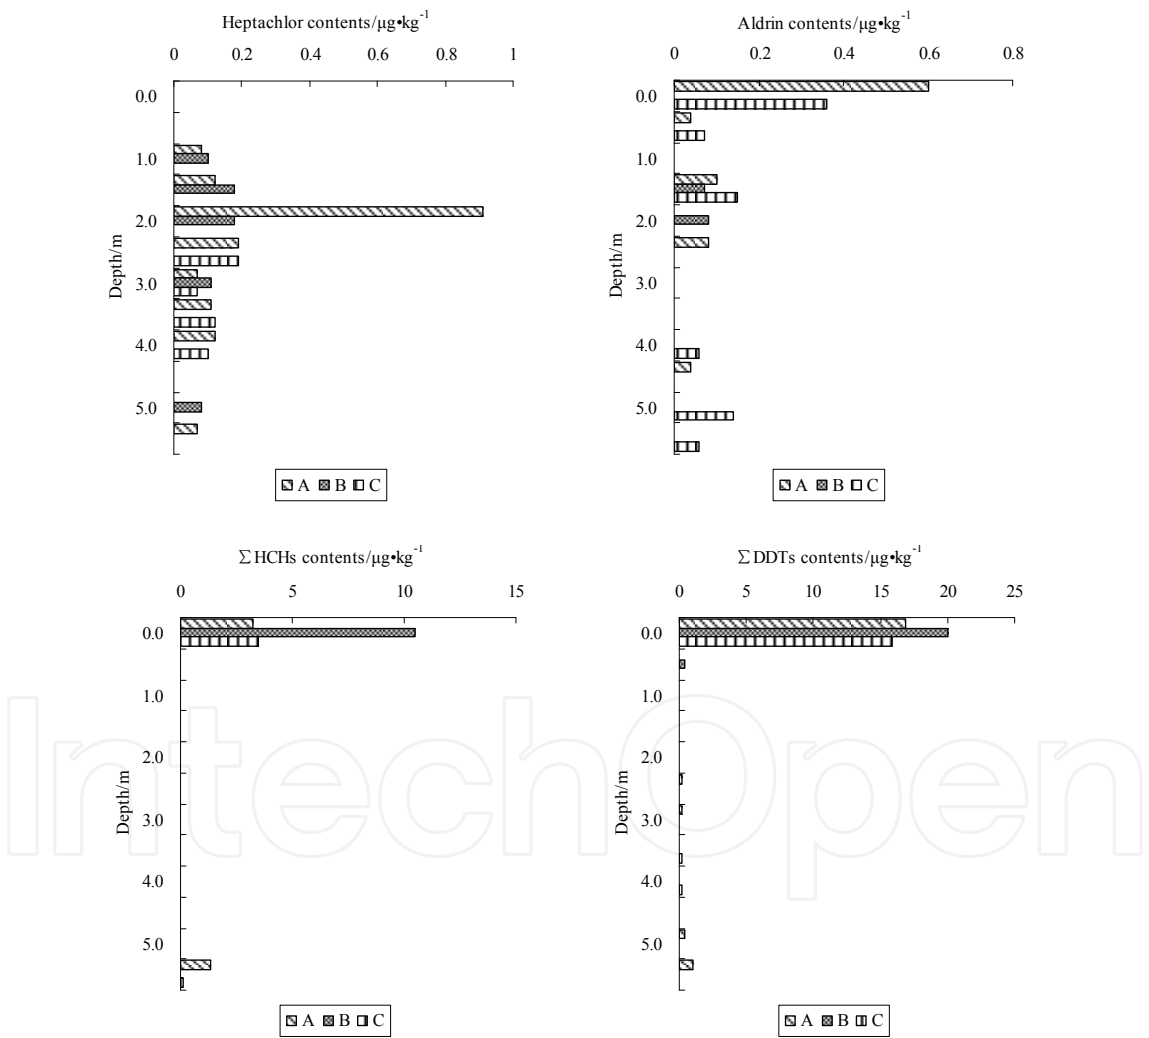 Heptachlor contents/μg•kg-1
0 0.2 0.4 0.6 0.8 1
0.0
1.0
2.0
3.0
4.0
5.0
Depth/m
A B C
Aldrin contents/μg•kg-1
0 0.2 0.4 0.6 0.8
0.0
1.0
2.0
3.0
4.0
5.0
Depth/m
A B C
∑HCHs contents/μg•kg-1
0 5 10 15
0.0
1.0
2.0
3.0
4.0
5.0
Depth/m
A B C
∑DDTs contents/μg•kg-1
0 5 10 15 20 25
0.0
1.0
2.0
3.0
4.0
5.0
Depth/m
A B C
IntechOpen